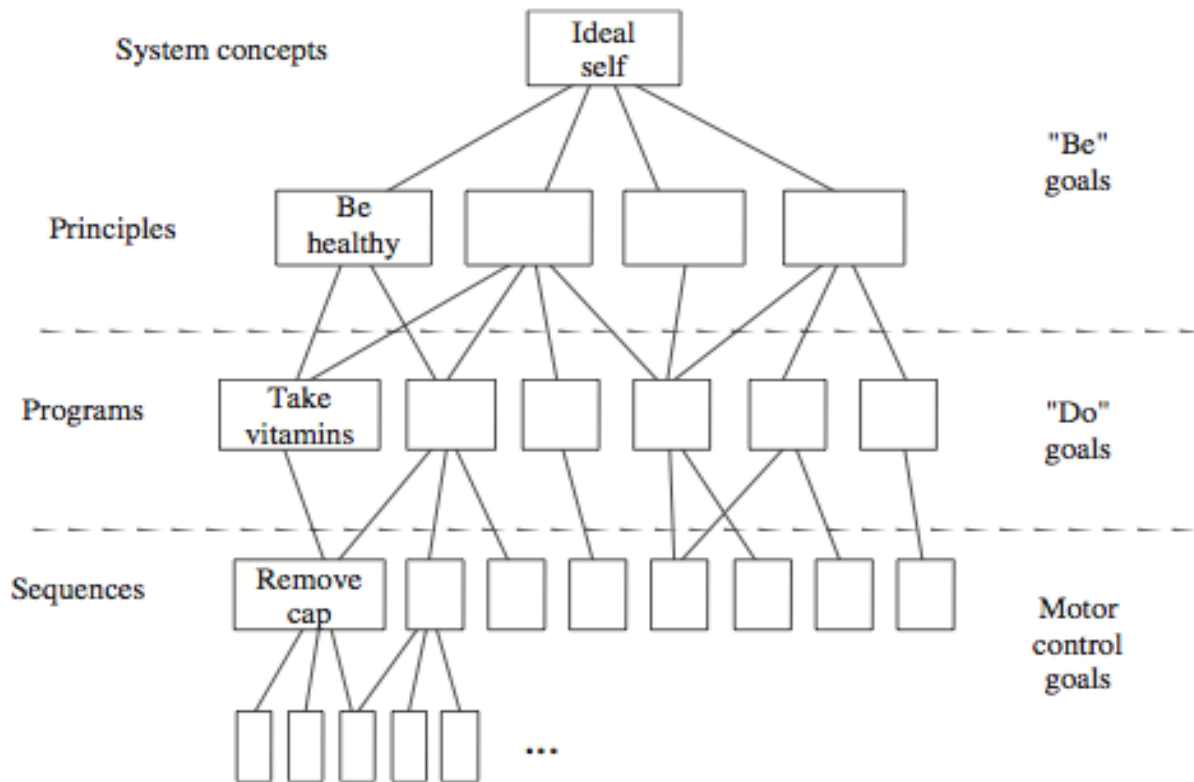 System concepts
Ideal
self
"Be"
goals
Principles
Be
healthy
Programs
Take
vitamins
"Do"
goals
Sequences
Remove
cap
Motor
control
goals
...